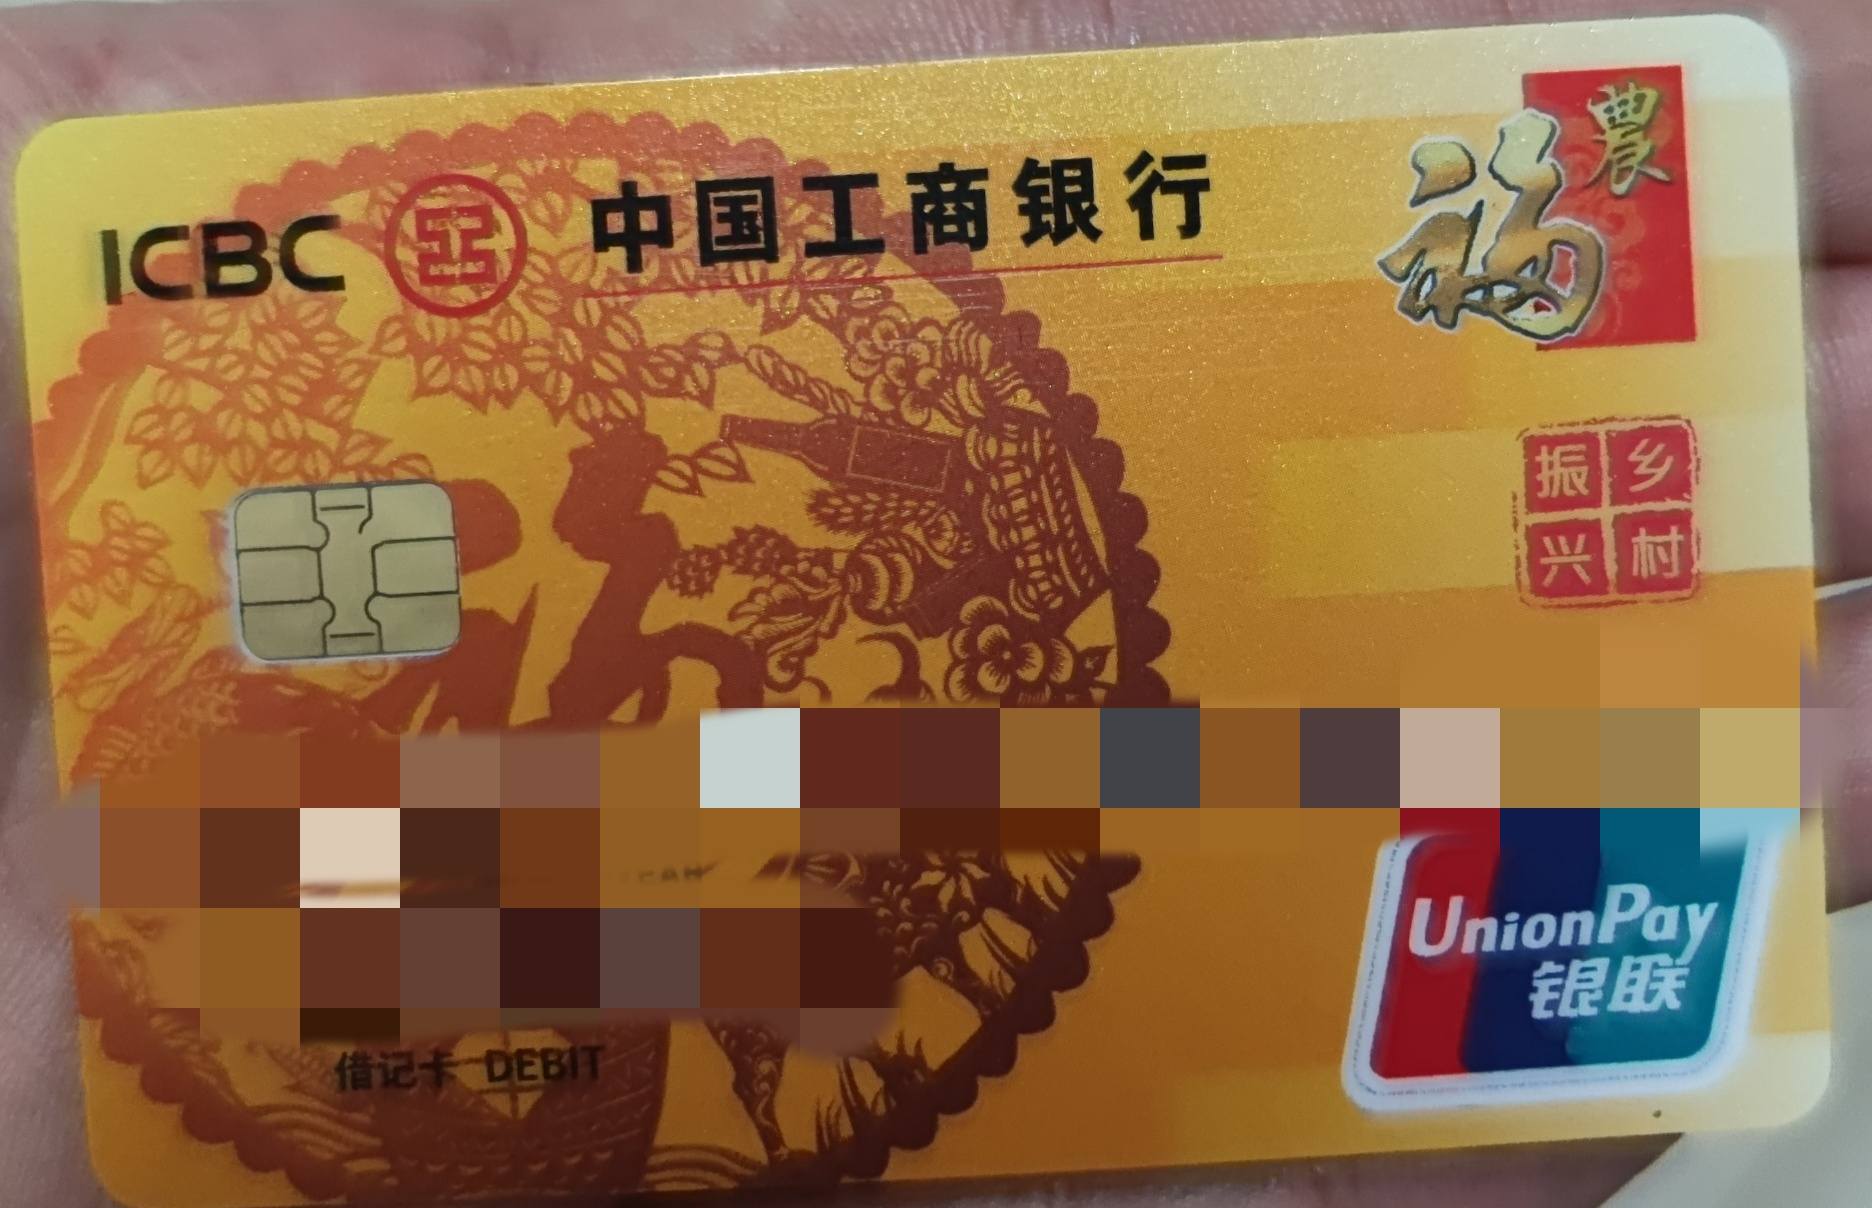 ICBC 中国工商银行
農
福
振乡
兴村
UnionPay
银联
借记卡 DEBIT